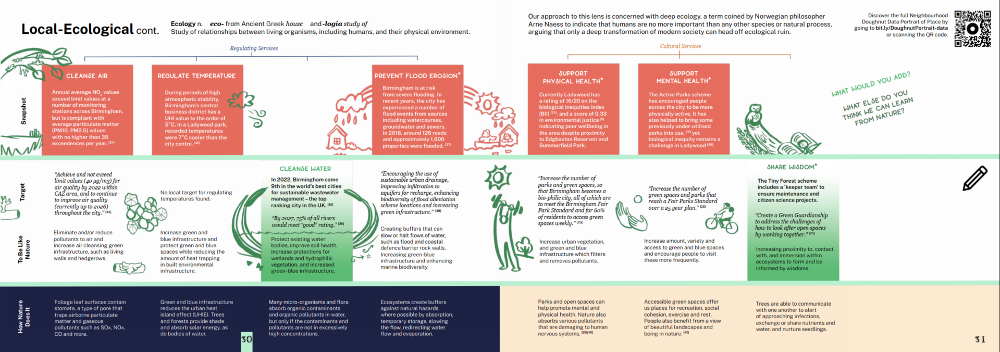 Local-Ecological cont.
Ecology n. eco- from Ancient Greek house and -logia study of
Study of relationships between living organisms, including humans, and their physical environment.
Our approach to this lens is concerned with deep ecology, a term coined by Norwegian philosopher
Arne Naess to indicate that humans are no more important than any other species or natural process,
arguing that only a deep transformation of modern society can head off ecological ruin.
Discover the full Neighbourhood
Doughnut Data Portrait of Place by
going to bit.ly/DoughnutPortrait-data
or scanning the QR code.
Regulating Services
Cultural Services
Snapshot
CLEANSE AIR
Annual average NO2 values
exceed limit values at a
number of monitoring
stations across Birmingham,
but is compliant with
average particulate matter
(PM10, PM2.5) values
with no higher than 35
exceedences per year. [34]
REGULATE TEMPERATURE
During periods of high
atmospheric stability,
Birmingham's central
business district has a
UHI value to the order of
5°C. In a Ladywood park,
recorded temperatures
were 7°C cooler than the
city centre. [35]
PREVENT FLOOD EROSION*
Birmingham is at risk
from severe flooding. In
recent years, the city has
experienced a number of
flood events from sources
including watercourses,
groundwater and sewers.
In 2018, around 126 roads
and approximately 1,600
properties were flooded. [37]
SUPPORT
PHYSICAL HEALTH*
Currently Ladywood has
a rating of 16/20 on the
biological inequities index
(BII) [25], and a score of 0.33
in environmental justice [9]
indicating poor wellbeing in
the area despite proximity
to Edgbaston Reservoir and
Summerfield Park.
SUPPORT
MENTAL HEALTH*
The Active Parks scheme
has encouraged people
across the city to be more
physically active. It has
also helped to bring some
previously under-utilised
parks into use, [41] yet
biological inequity remains a
challenge in Ladywood [25].
WHAT WOULD YOU ADD?
WHAT ELSE DO YOU
THINK WE CAN LEARN
FROM NATURE?
Target
"Achieve and not exceed
limit values (40 µg/m3) for
air quality by 2022 within
CAZ area, and to continue
to improve air quality
(currently up to 2026)
throughout the city." [34]
No local target for regulating
temperatures found.
CLEANSE WATER
In 2022, Birmingham came
9th in the world's best cities
for sustainable wastewater
management – the top
ranking city in the UK. [36]
"By 2027, 75% of all rivers
would meet "good" rating." [36]
"Encouraging the use of
sustainable urban drainage,
improving infiltration to
aquifers for recharge, enhancing
biodiversity of flood alleviation
scheme locations and increasing
green infrastructure." [38]
"Increase the number of
parks and green spaces, so
that Birmingham becomes a
bio-philic city, all of which are
to meet the Birmingham Fair
Park Standard and for 60%
of residents to access green
spaces weekly." [25]
"Increase the number of
green spaces and parks that
reach a Fair Parks Standard
over a 25 year plan." [25]
SHARE WISDOM*
The Tiny Forest scheme
includes a 'keeper team' to
ensure maintenance and
citizen science projects.
"Create a Green Guardianship
to address the challenges of
how to look after open spaces
by working together." [25]
To Be Like
Nature
Eliminate and/or reduce
pollutants to air and
increase air cleansing green
infrastructure, such as living
walls and hedgerows.
Increase green and
blue infrastructure and
protect green and blue
spaces while reducing the
amount of heat trapping
in built environmental
infrastructure.
Protect existing water
bodies, improve soil health,
increase protections for
wetlands and hydrophilic
vegetation, and increased
green-blue infrastructure.
Creating buffers that can
slow or halt flows of water,
such as flood and coastal
defence barrier rock walls.
Increasing green-blue
infrastructure and enhancing
marine biodiversity.
Increase urban vegetation,
and green and blue
infrastructure which filters
and removes pollutants.
Increase amount, variety and
access to green and blue spaces
and encourage people to visit
these more frequently.
Increasing proximity to, contact
with, and immersion within
ecosystems to form and be
informed by wisdoms.
How Nature
Does It
Foliage leaf surfaces contain
stomata, a type of pore that
traps airborne particulate
matter and gaseous
pollutants such as SOx, NOx,
CO and more.
Green and blue infrastructure
reduces the urban heat
island effect (UHIE). Trees
and forests provide shade
and absorb solar energy, as
do bodies of water.
Many micro-organisms and flora
absorb organic contaminants
and organic pollutants in water,
but only if the contaminants and
pollutants are not in excessively
high concentrations.
Ecosystems create buffers
against natural hazards
where possible by absorption,
temporary storage, slowing
the flow, redirecting water
flow and evaporation.
Parks and open spaces can
help promote mental and
physical health. Nature also
absorbs various pollutants
that are damaging to human
nervous systems. [39][40]
Accessible green spaces offer
us places for recreation, social
cohesion, exercise and rest.
People also benefit from a view
of beautiful landscapes and
being in nature. [42]
Trees are able to communicate
with one another to alert
of approaching infections,
exchange or share nutrients and
water, and nurture seedlings.
30
31